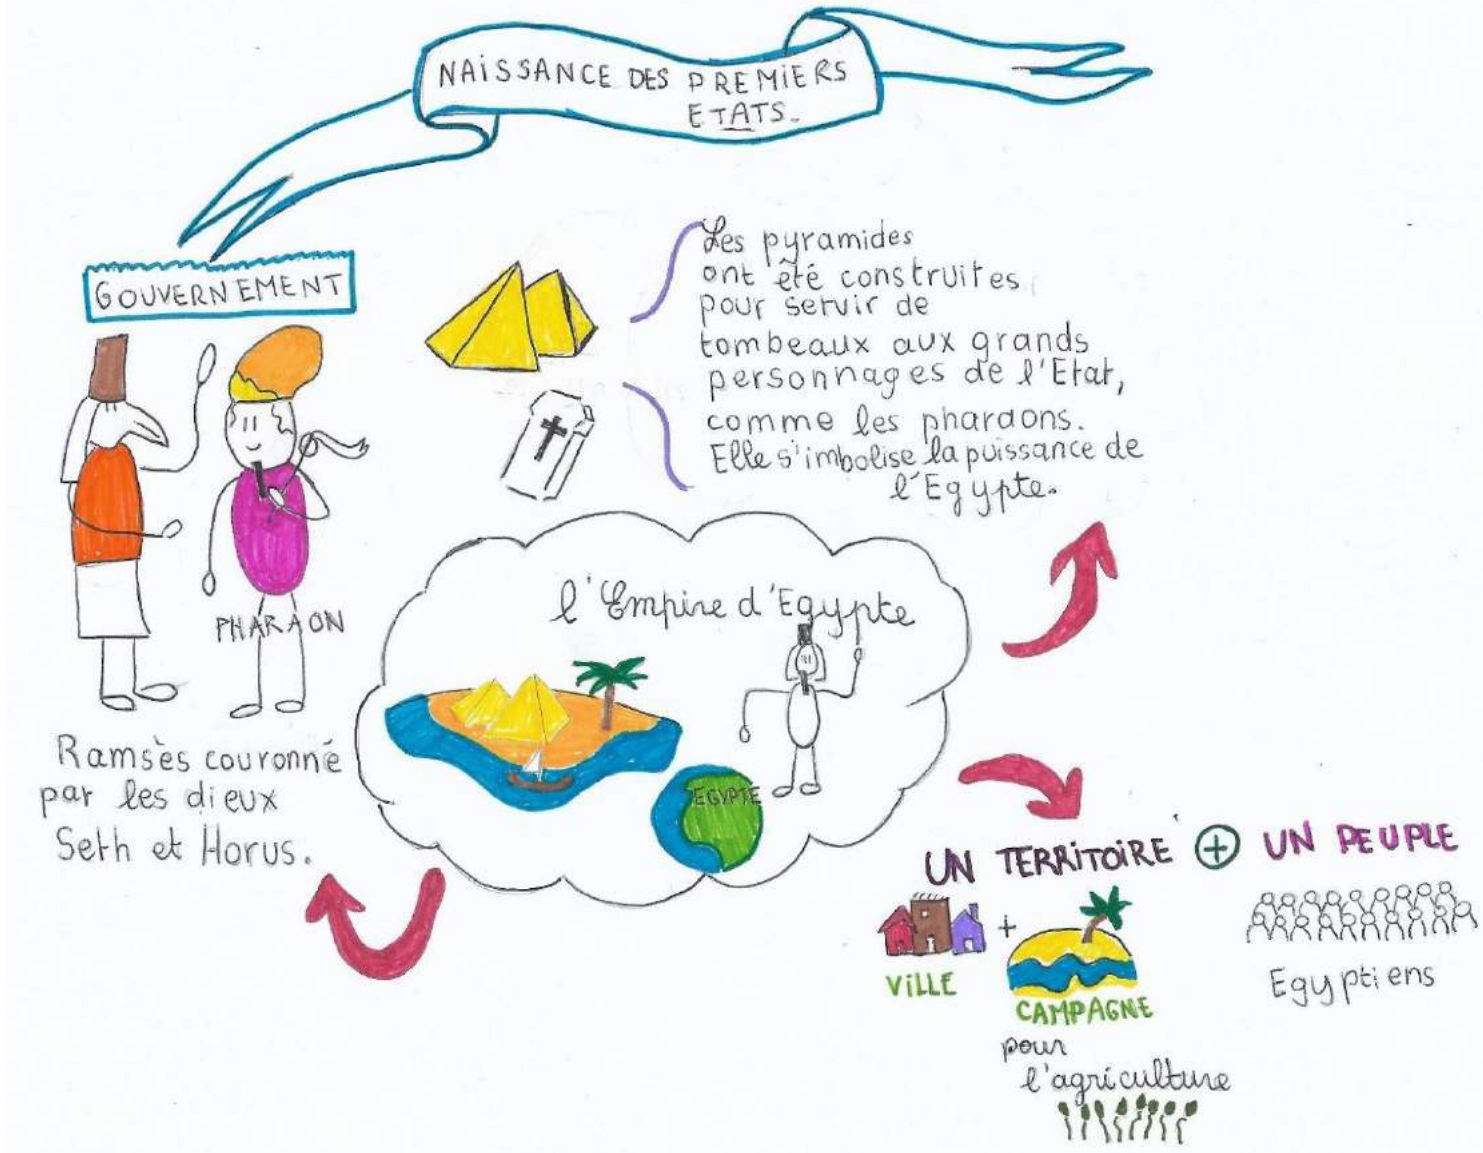 NAISSANCE DES PREMIERS
ETATS.
GOUVERNEMENT
Les pyramides
ont été construites
pour servir de
tombeaux aux grands
personnages de l'Etat,
comme les pharaons.
Elle s'imbolise la puissance de
l'Egypte.
PHARAON
l'Empire d'Egypte
EGYPTE
Ramsès couronné
par les dieux
Seth et Horus.
UN TERRITOIRE + UN PEUPLE
+
VILLE
CAMPAGNE
pour
l'agriculture
Egyptiens